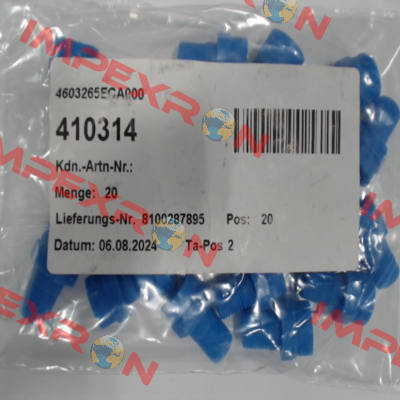 4603265ECA000
410314
Kdn.-Artn-Nr.:
Menge: 20
Lieferungs-Nr. 8100287895 Pos: 20
Datum: 06.08.2024 Ta-Pos 2
IMPEXRON
IMPEXRON
IMPEXRON
IMPEXRON